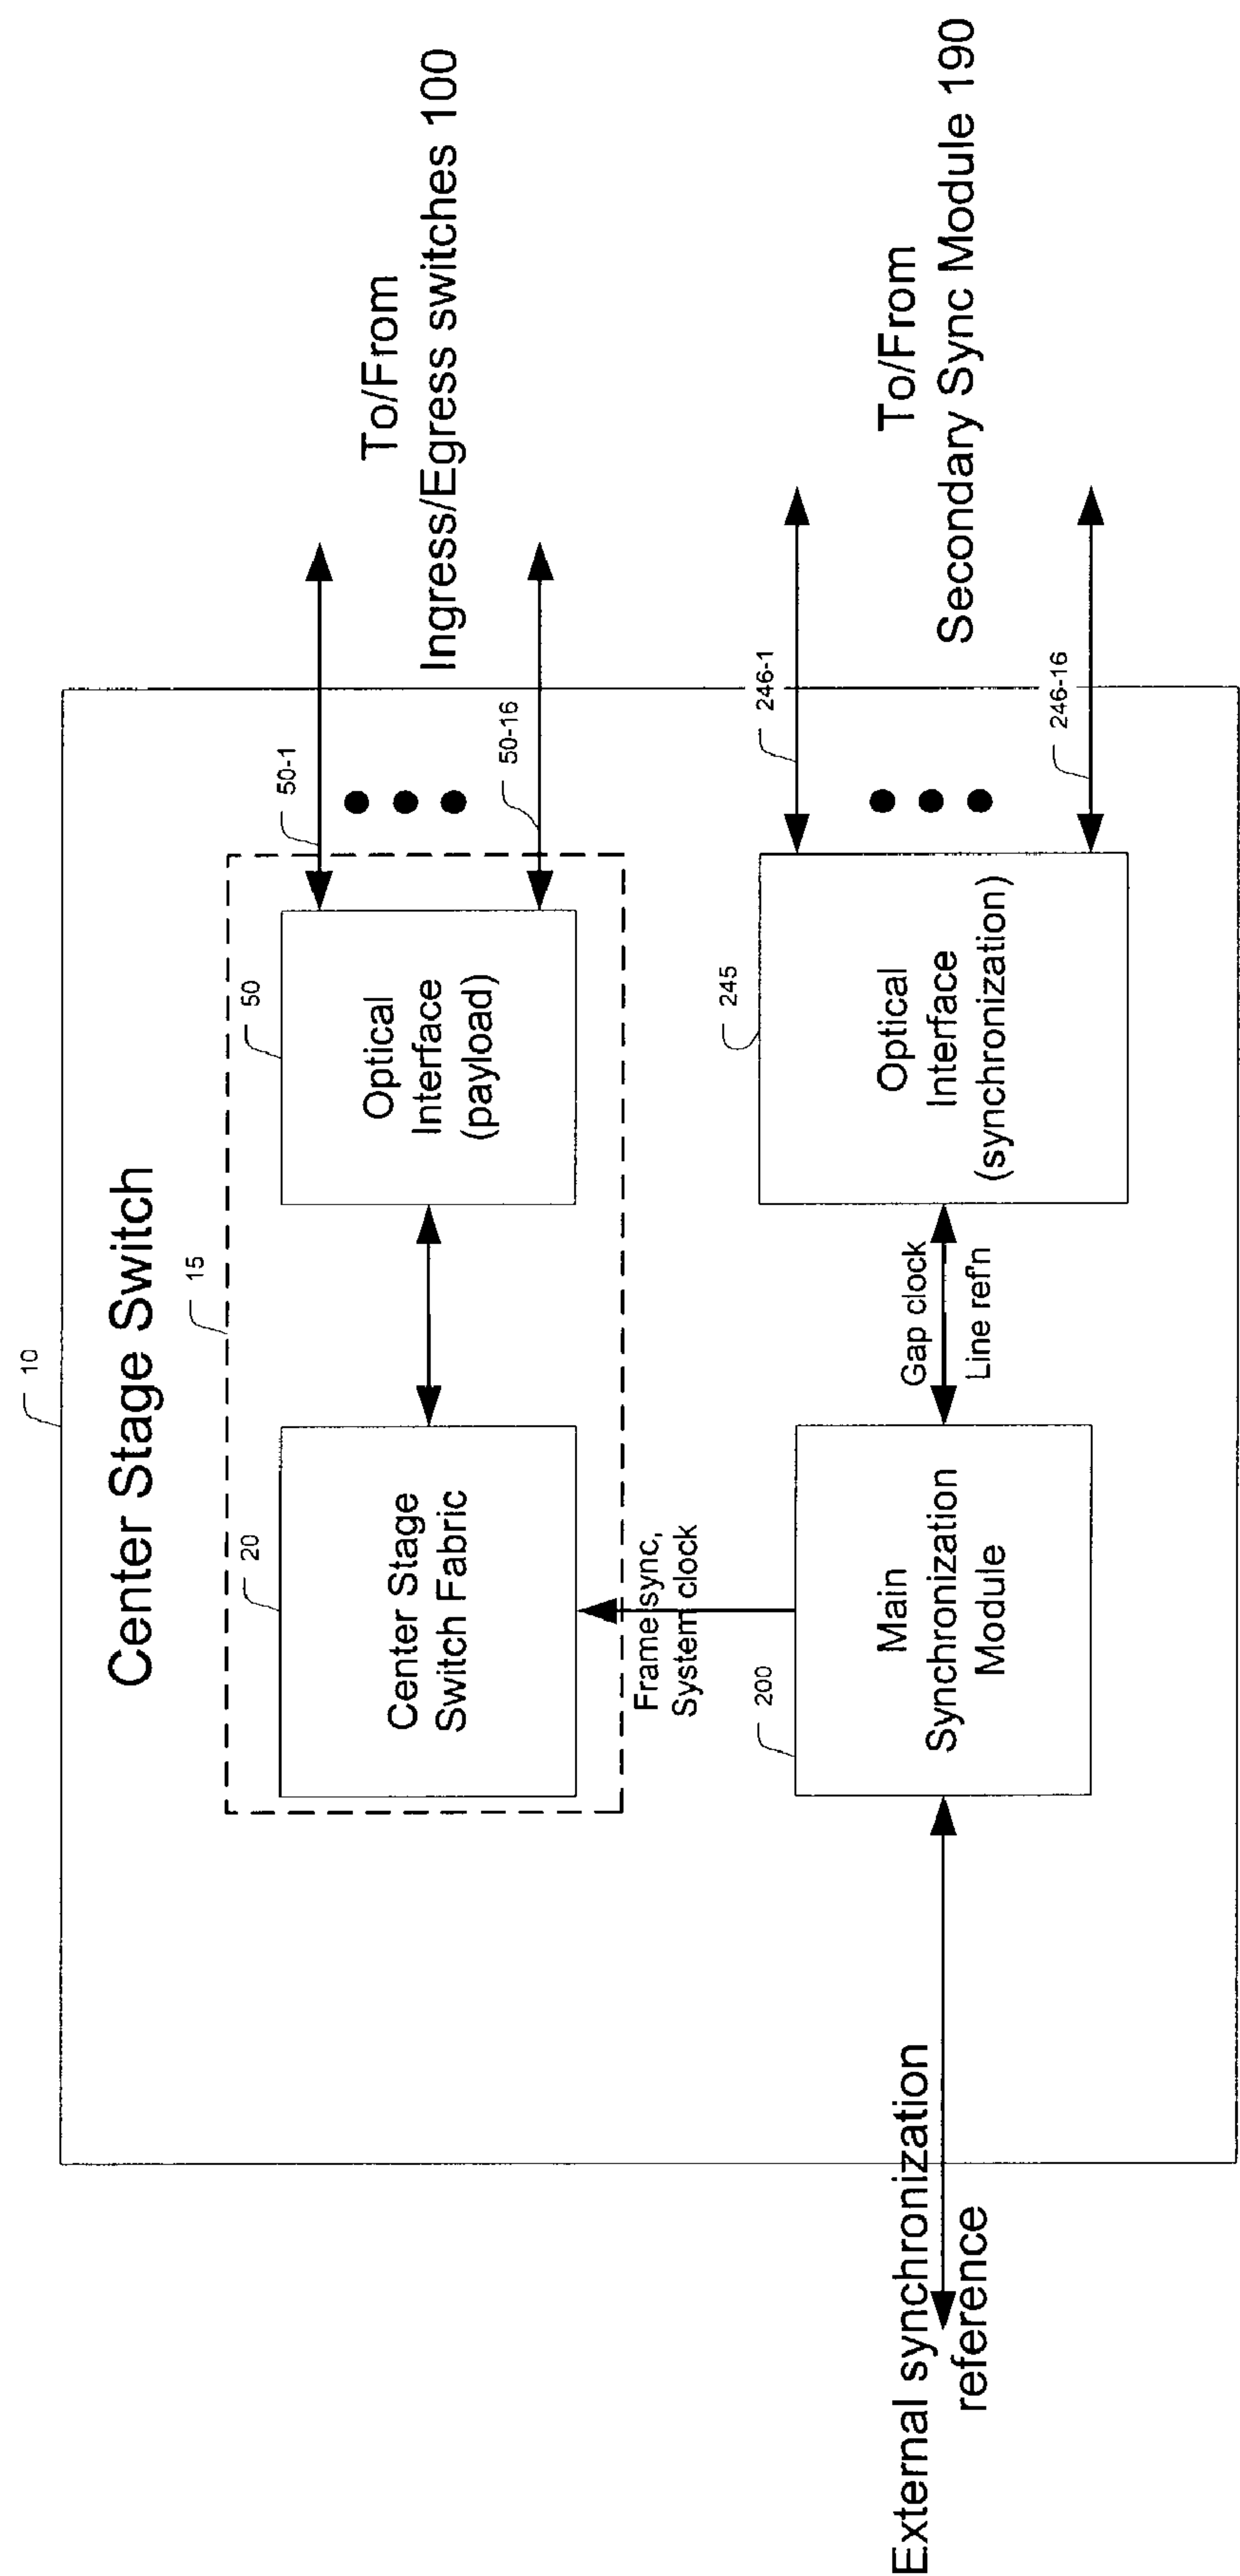 10
Center Stage Switch
15
20
Center Stage
Switch Fabric
50
Optical
Interface
(payload)
50-1
50-16
To/From
Ingress/Egress switches 100
Frame sync,
System clock
200
Main
Synchronization
Module
Gap clock
Line ref'n
245
Optical
Interface
(synchronization)
246-1
246-16
To/From
Secondary Sync Module 190
External synchronization
reference